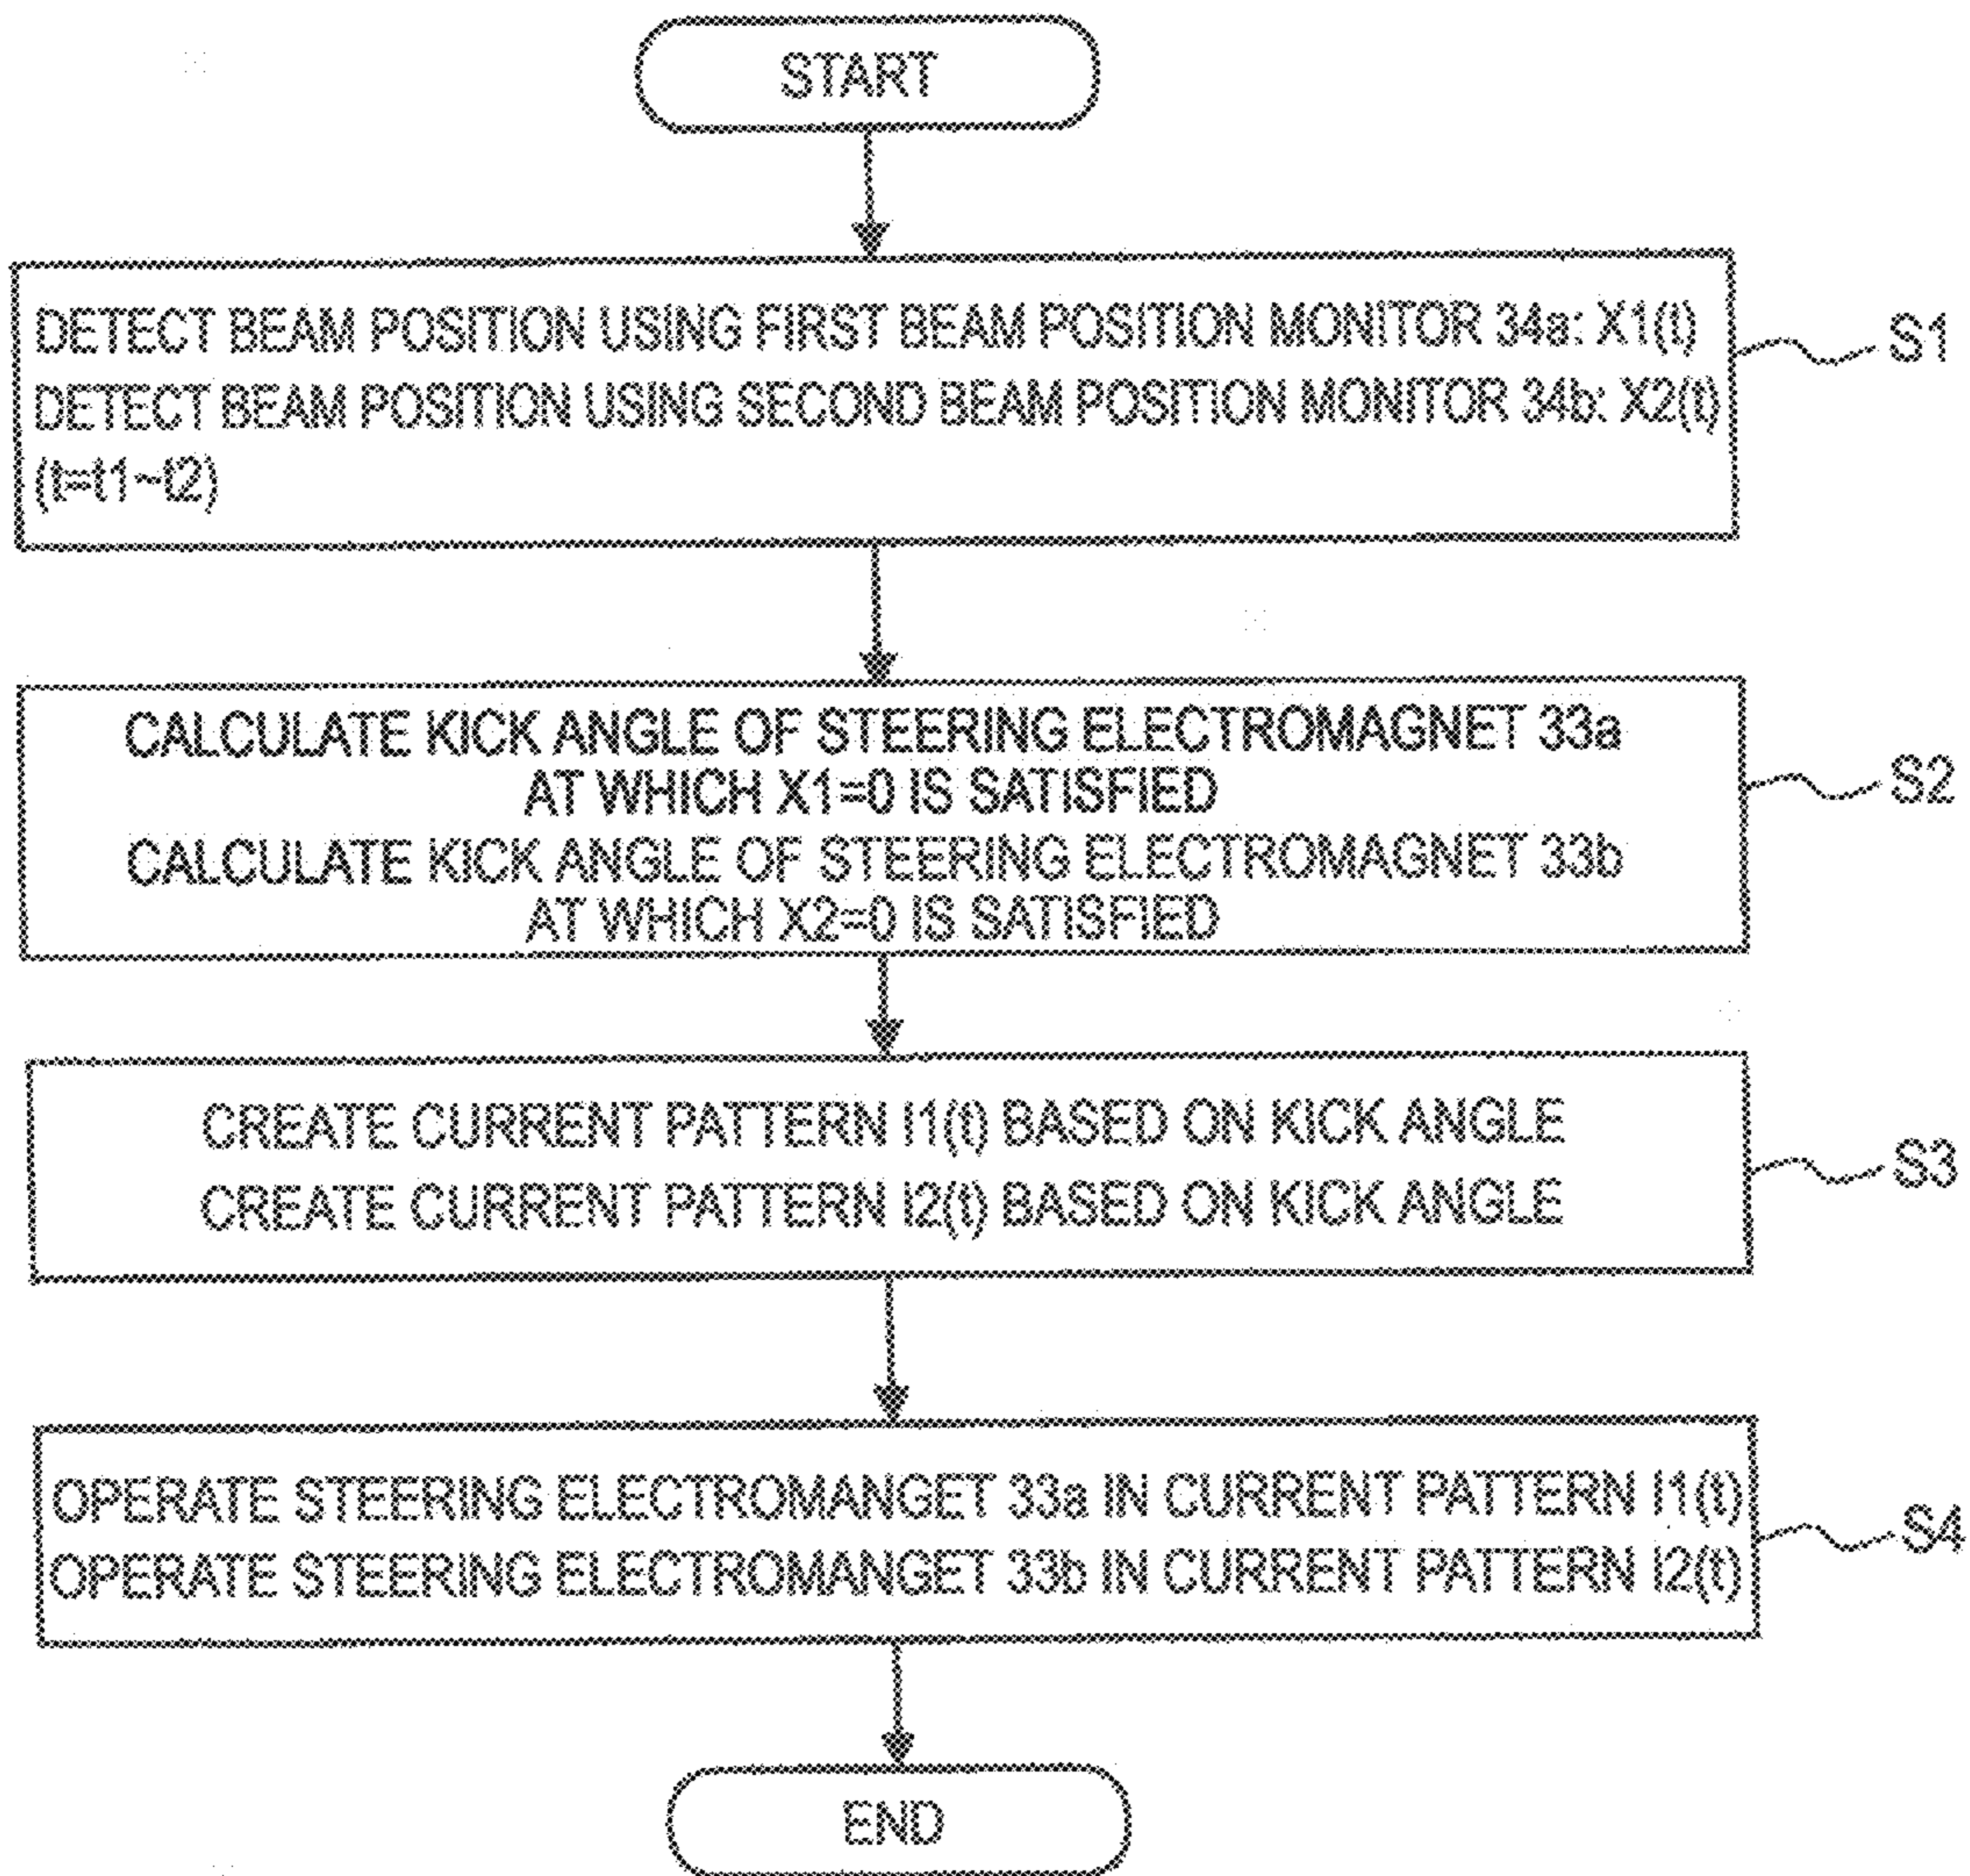 START
DETECT BEAM POSITION USING FIRST BEAM POSITION MONITOR 34a: X1(t)
DETECT BEAM POSITION USING SECOND BEAM POSITION MONITOR 34b: X2(t)
(t=t1~t2)
S1
CALCULATE KICK ANGLE OF STEERING ELECTROMAGNET 33a
AT WHICH X1=0 IS SATISFIED
CALCULATE KICK ANGLE OF STEERING ELECTROMAGNET 33b
AT WHICH X2=0 IS SATISFIED
S2
CREATE CURRENT PATTERN I1(t) BASED ON KICK ANGLE
CREATE CURRENT PATTERN I2(t) BASED ON KICK ANGLE
S3
OPERATE STEERING ELECTROMANGET 33a IN CURRENT PATTERN I1(t)
OPERATE STEERING ELECTROMANGET 33b IN CURRENT PATTERN I2(t)
S4
END